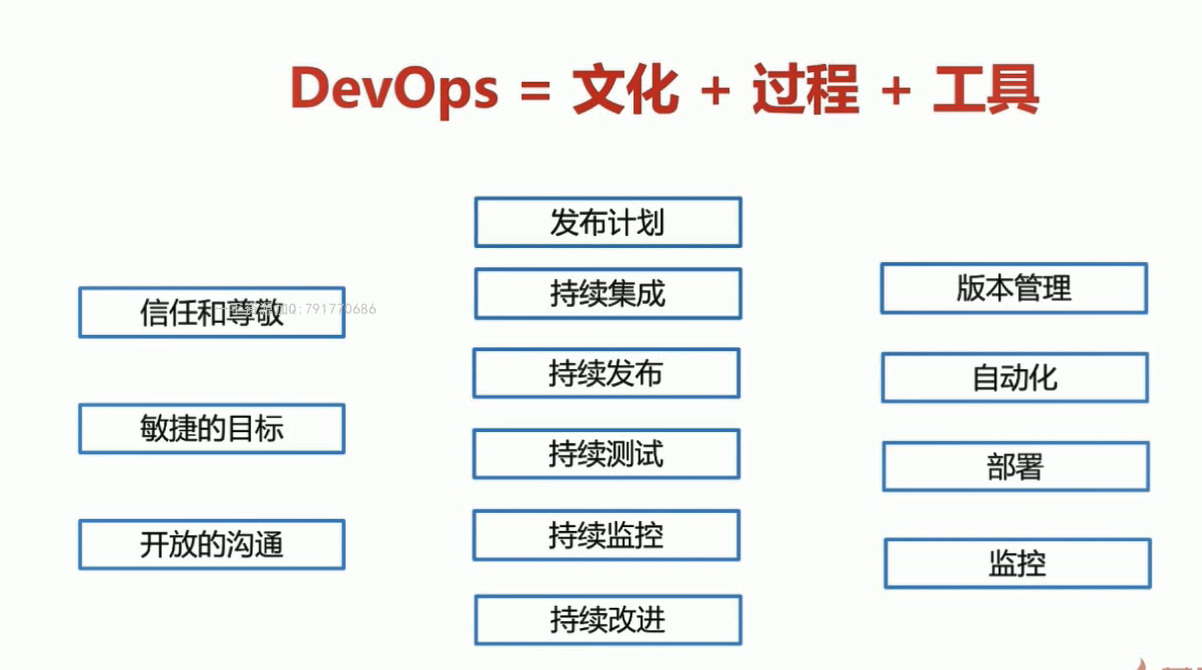 DevOps = 文化 + 过程 + 工具
信任和尊敬
敏捷的目标
开放的沟通
发布计划
持续集成
持续发布
持续测试
持续监控
持续改进
版本管理
自动化
部署
监控
Q:791770686